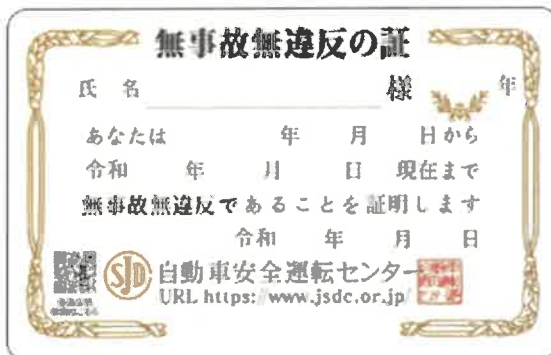 無事故無違反の証
氏 名 様 年
あなたは 年 月 日から
令和 年 月 日 現在まで
無事故無違反であることを証明します
令和 年 月 日
SJD 自動車安全運転センター
URL https://www.jsdc.or.jp/